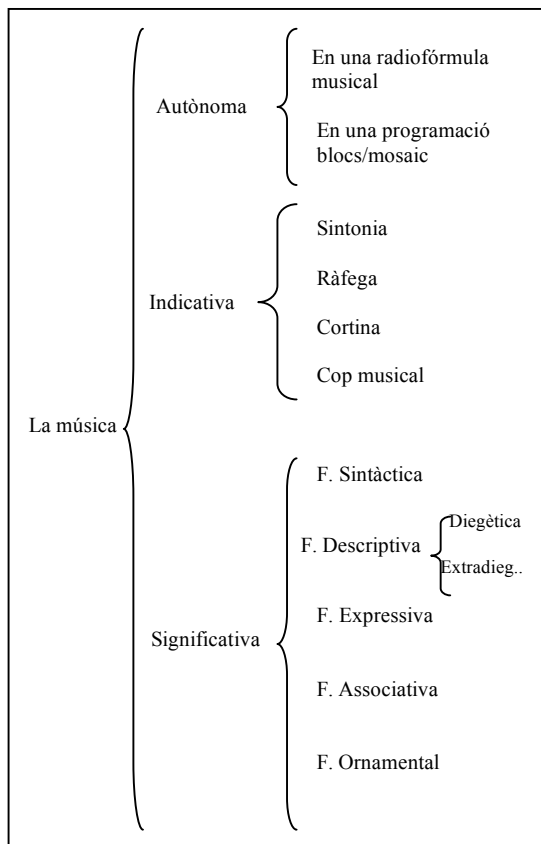 La música
Autònoma
En una radiofórmula
musical
En una programació
blocs/mosaic
Indicativa
Sintonia
Ràfega
Cortina
Cop musical
Significativa
F. Sintàctica
F. Descriptiva
Diegètica
Extradieg..
F. Expressiva
F. Associativa
F. Ornamental